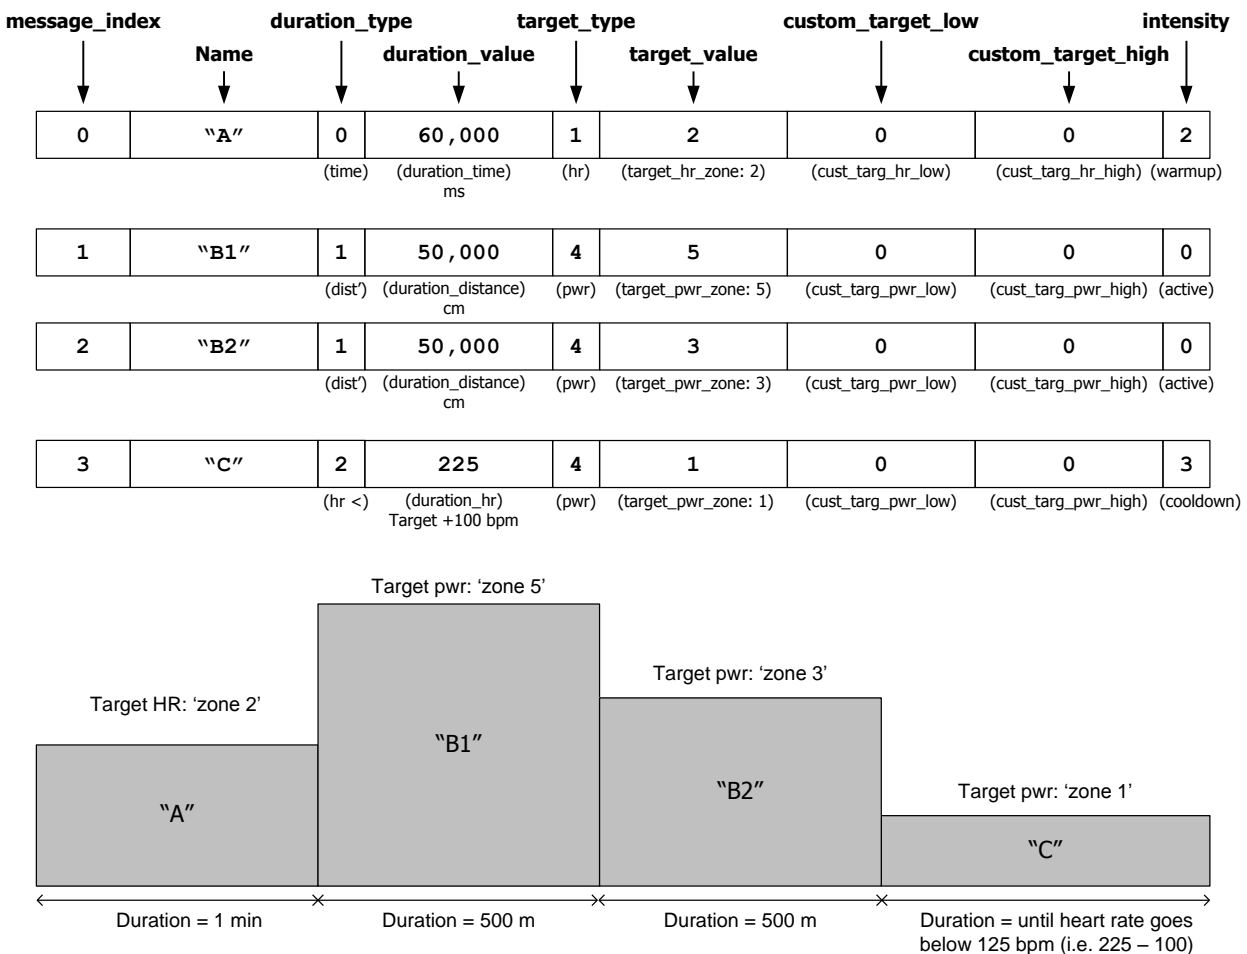 message_index duration_type target_type custom_target_low intensity
Name duration_value target_value custom_target_high
0 “A” 0 60,000 1 2 0 0 2
(time) (duration_time) (hr) (target_hr_zone: 2) (cust_targ_hr_low) (cust_targ_hr_high) (warmup)
ms
1 “B1” 1 50,000 4 5 0 0 0
(dist’) (duration_distance) (pwr) (target_pwr_zone: 5) (cust_targ_pwr_low) (cust_targ_pwr_high) (active)
cm
2 “B2” 1 50,000 4 3 0 0 0
(dist’) (duration_distance) (pwr) (target_pwr_zone: 3) (cust_targ_pwr_low) (cust_targ_pwr_high) (active)
cm
3 “C” 2 225 4 1 0 0 3
(hr <) (duration_hr) (pwr) (target_pwr_zone: 1) (cust_targ_pwr_low) (cust_targ_pwr_high) (cooldown)
Target +100 bpm
Target pwr: ‘zone 5’
Target pwr: ‘zone 3’
Target HR: ‘zone 2’
“B1”
“B2”
Target pwr: ‘zone 1’
“A”
“C”
Duration = 1 min Duration = 500 m Duration = 500 m Duration = until heart rate goes
below 125 bpm (i.e. 225 – 100)